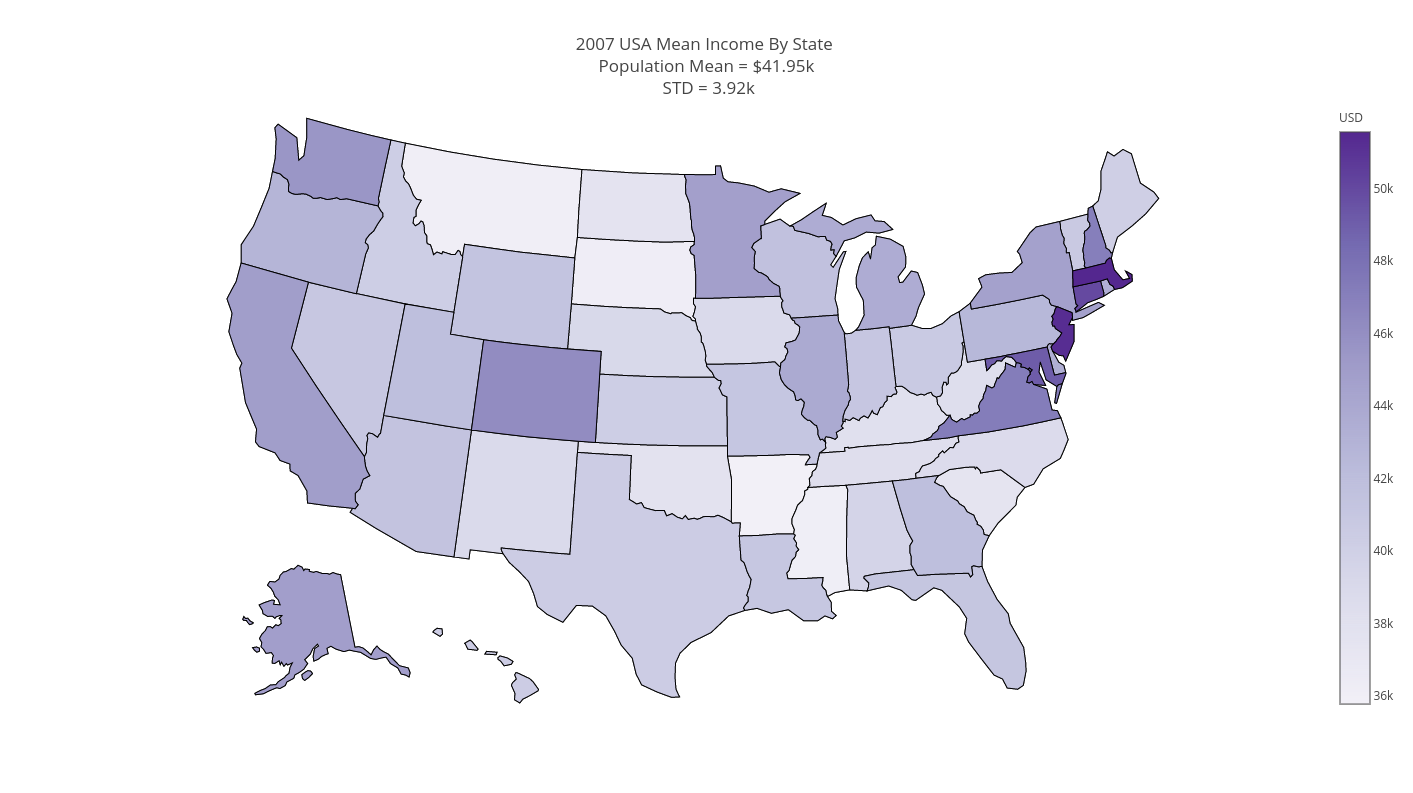 2007 USA Mean Income By State
Population Mean = $41.95k
STD = 3.92k
USD
50k
48k
46k
44k
42k
40k
38k
36k